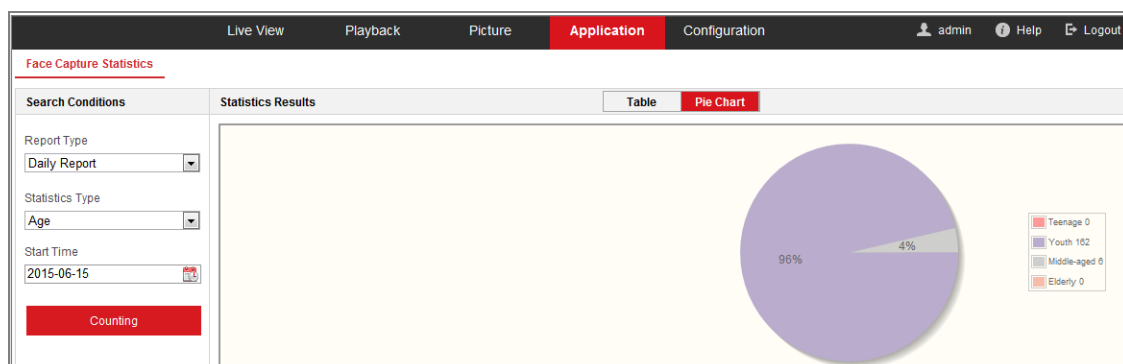 Live View Playback Picture Application Configuration admin Help Logout
Face Capture Statistics
Search Conditions
Statistics Results Table Pie Chart
Report Type
Daily Report
Statistics Type
Age
Start Time
2015-06-15
Counting
96%
4%
Teenage 0
Youth 162
Middle-aged 6
Elderly 0